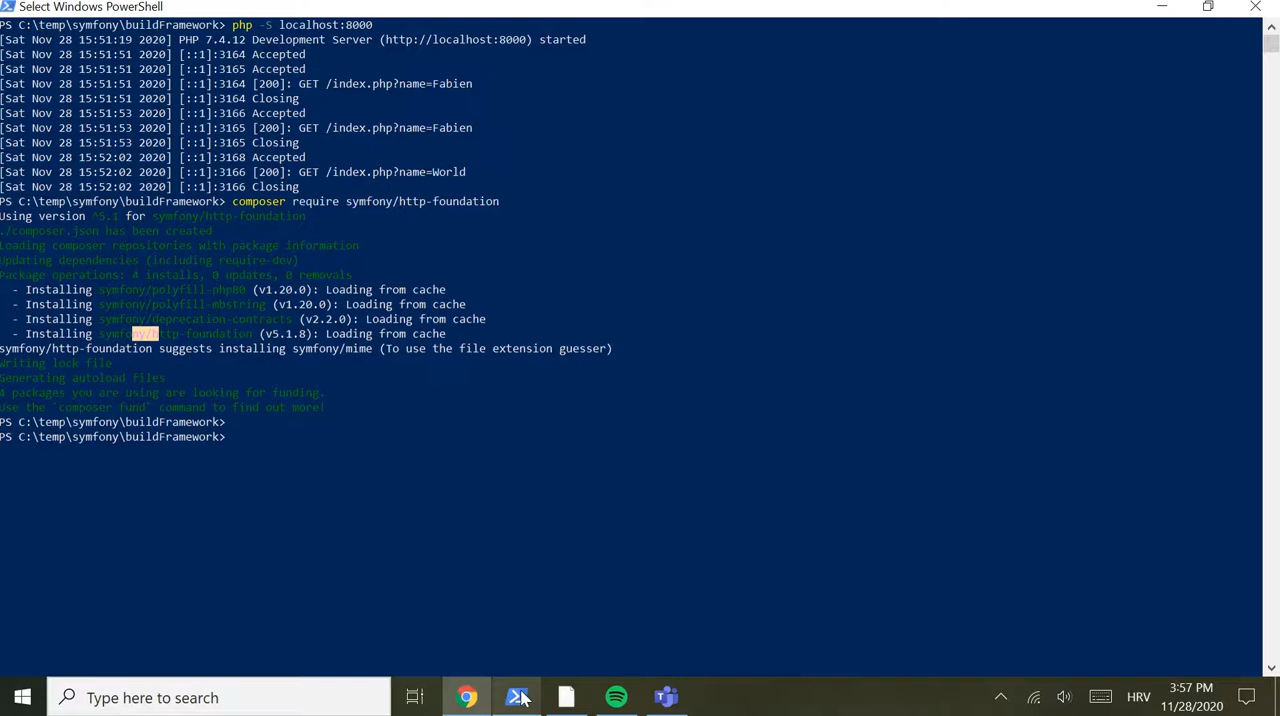 Select Windows PowerShell
PS C:\temp\symfony\buildFramework> php -S localhost:8000
[Sat Nov 28 15:51:19 2020] PHP 7.4.12 Development Server (http://localhost:8000) started
[Sat Nov 28 15:51:51 2020] [::1]:3164 Accepted
[Sat Nov 28 15:51:51 2020] [::1]:3165 Accepted
[Sat Nov 28 15:51:51 2020] [::1]:3164 [200]: GET /index.php?name=Fabien
[Sat Nov 28 15:51:51 2020] [::1]:3164 Closing
[Sat Nov 28 15:51:53 2020] [::1]:3166 Accepted
[Sat Nov 28 15:51:53 2020] [::1]:3165 [200]: GET /index.php?name=Fabien
[Sat Nov 28 15:51:53 2020] [::1]:3165 Closing
[Sat Nov 28 15:52:02 2020] [::1]:3168 Accepted
[Sat Nov 28 15:52:02 2020] [::1]:3166 [200]: GET /index.php?name=World
[Sat Nov 28 15:52:02 2020] [::1]:3166 Closing
PS C:\temp\symfony\buildFramework> composer require symfony/http-foundation
Using version ^5.1 for symfony/http-foundation
./composer.json has been created
Loading composer repositories with package information
Updating dependencies (including require-dev)
Package operations: 4 installs, 0 updates, 0 removals
- Installing symfony/polyfill-php80 (v1.20.0): Loading from cache
- Installing symfony/polyfill-mbstring (v1.20.0): Loading from cache
- Installing symfony/deprecation-contracts (v2.2.0): Loading from cache
- Installing symfony/http-foundation (v5.1.8): Loading from cache
symfony/http-foundation suggests installing symfony/mime (To use the file extension guesser)
Writing lock file
Generating autoload files
4 packages you are using are looking for funding.
Use the `composer fund` command to find out more!
PS C:\temp\symfony\buildFramework>
PS C:\temp\symfony\buildFramework>
Type here to search
HRV
3:57 PM
11/28/2020